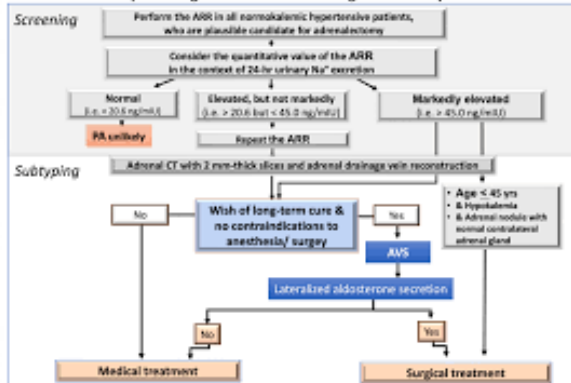 Screening
Perform the ARR in all normokalemic hypertensive patients,
who are plausible candidate for adrenalectomy
Consider the quantitative value of the ARR
in the context of 24-hr urinary Na⁺ excretion
Normal
(i.e. < 20.6 ng/mIU)
Elevated, but not markedly
(i.e. > 20.6 but < 45.0 ng/mIU)
Markedly elevated
(i.e. > 45.0 ng/mIU)
PA unlikely
Repeat the ARR
Subtyping
Adrenal CT with 2 mm-thick slices and adrenal drainage vein reconstruction
No
Wish of long-term cure &
no contraindications to
anesthesia/ surgey
Yes
• Age ≤ 45 yrs
• & Hypokalemia
• & Adrenal nodule with
normal contralateral
adrenal gland
AVS
Lateralized aldosterone secretion
No
Yes
Medical treatment
Surgical treatment